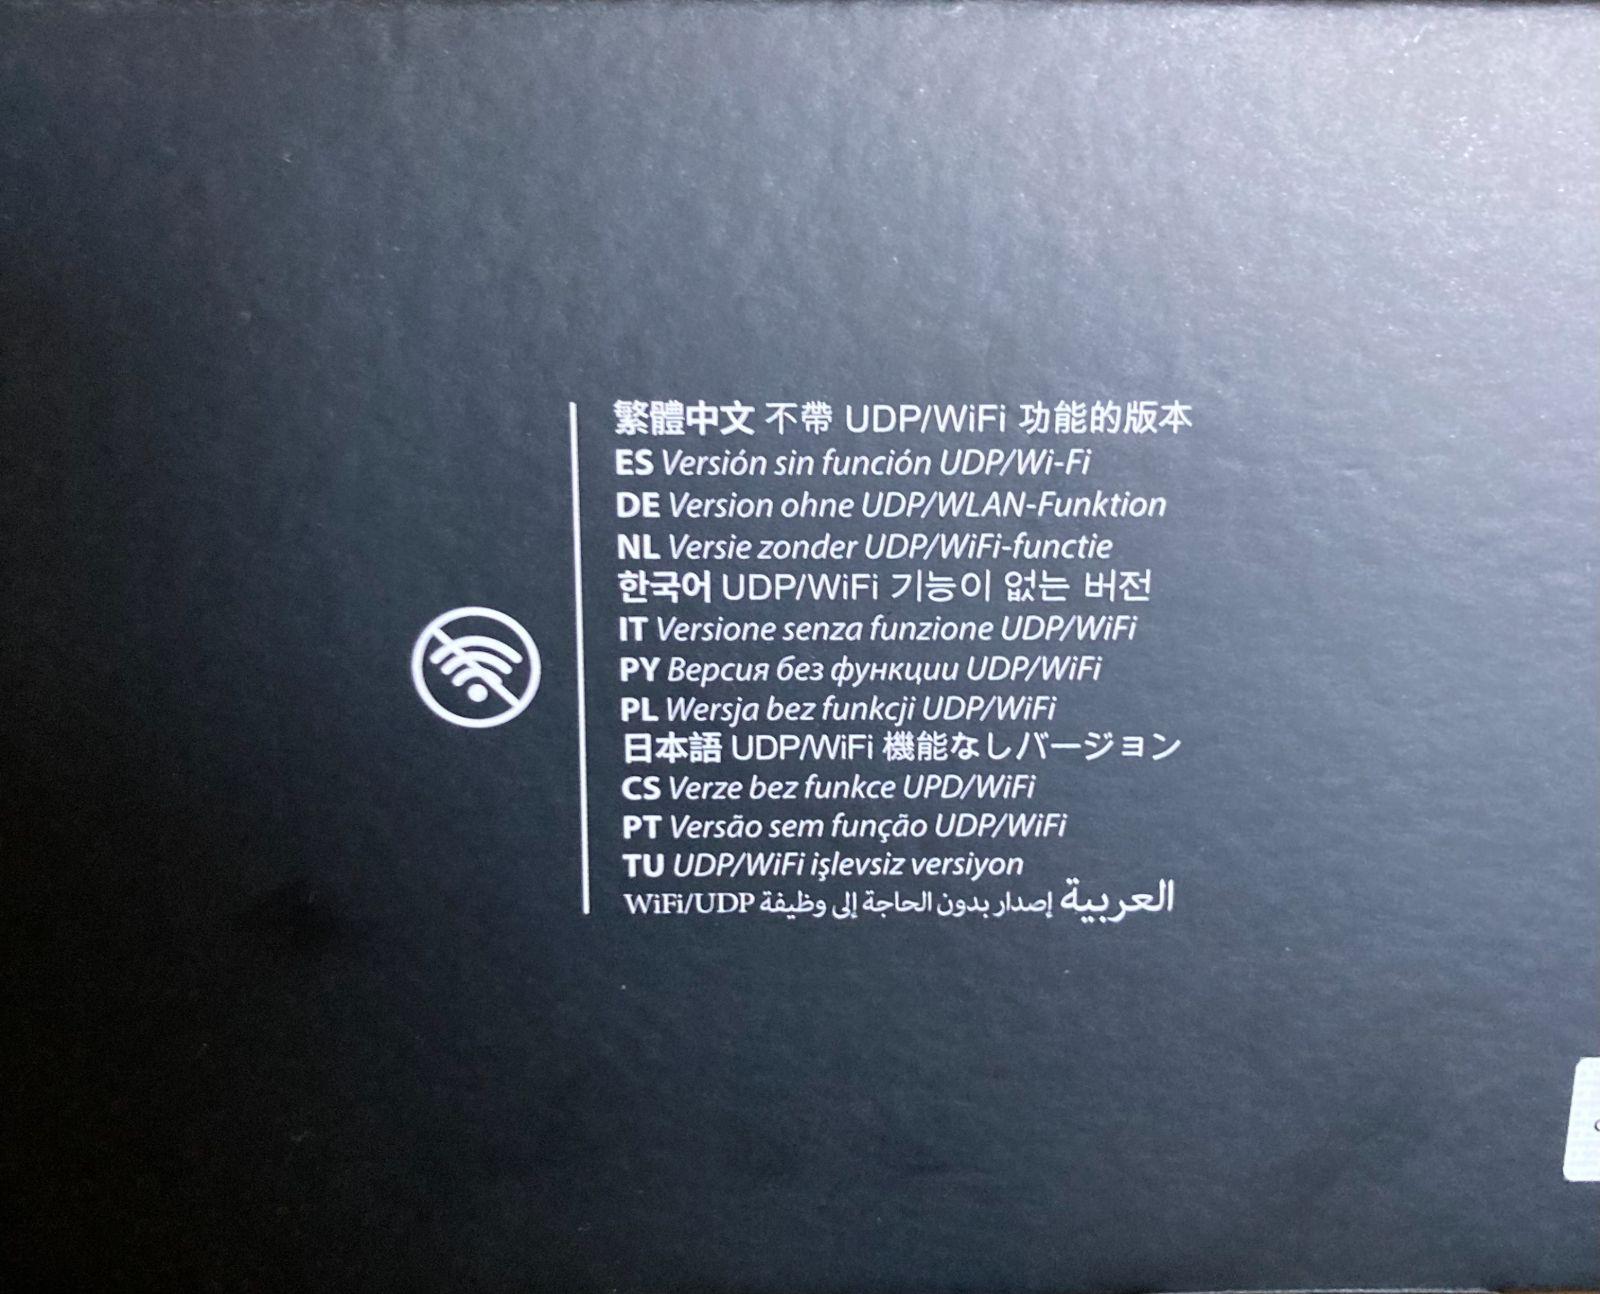 繁體中文 不帶 UDP/WiFi 功能的版本
ES Versión sin función UDP/Wi-Fi
DE Version ohne UDP/WLAN-Funktion
NL Versie zonder UDP/WiFi-functie
한국어 UDP/WiFi 기능이 없는 버전
IT Versione senza funzione UDP/WiFi
PY Версия без функции UDP/WiFi
PL Wersja bez funkcji UDP/WiFi
日本語 UDP/WiFi 機能なしバージョン
CS Verze bez funkce UPD/WiFi
PT Versão sem função UDP/WiFi
TU UDP/WiFi işlevsiz versiyon
العربية إصدار بدون الحاجة إلى وظيفة WiFi/UDP